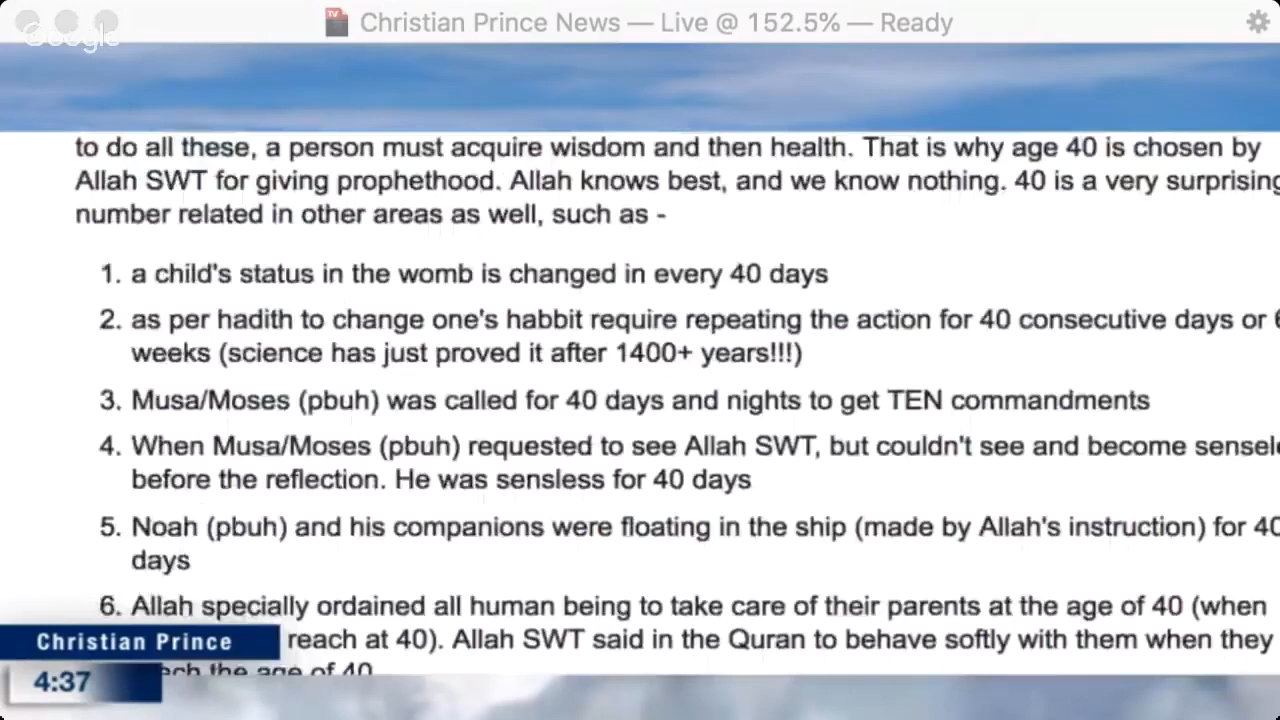 Christian Prince News — Live @ 152.5% — Ready
Google
to do all these, a person must acquire wisdom and then health. That is why age 40 is chosen by
Allah SWT for giving prophethood. Allah knows best, and we know nothing. 40 is a very surprising
number related in other areas as well, such as -
1. a child's status in the womb is changed in every 40 days
2. as per hadith to change one's habbit require repeating the action for 40 consecutive days or
weeks (science has just proved it after 1400+ years!!!)
3. Musa/Moses (pbuh) was called for 40 days and nights to get TEN commandments
4. When Musa/Moses (pbuh) requested to see Allah SWT, but couldn't see and become
before the reflection. He was sensless for 40 days
5. Noah (pbuh) and his companions were floating in the ship (made by Allah's instruction) for 40
days
6. Allah specially ordained all human being to take care of their parents at the age of 40 (when
reach at 40). Allah SWT said in the Quran to behave softly with them when they
the age of 40
Christian Prince
4:37